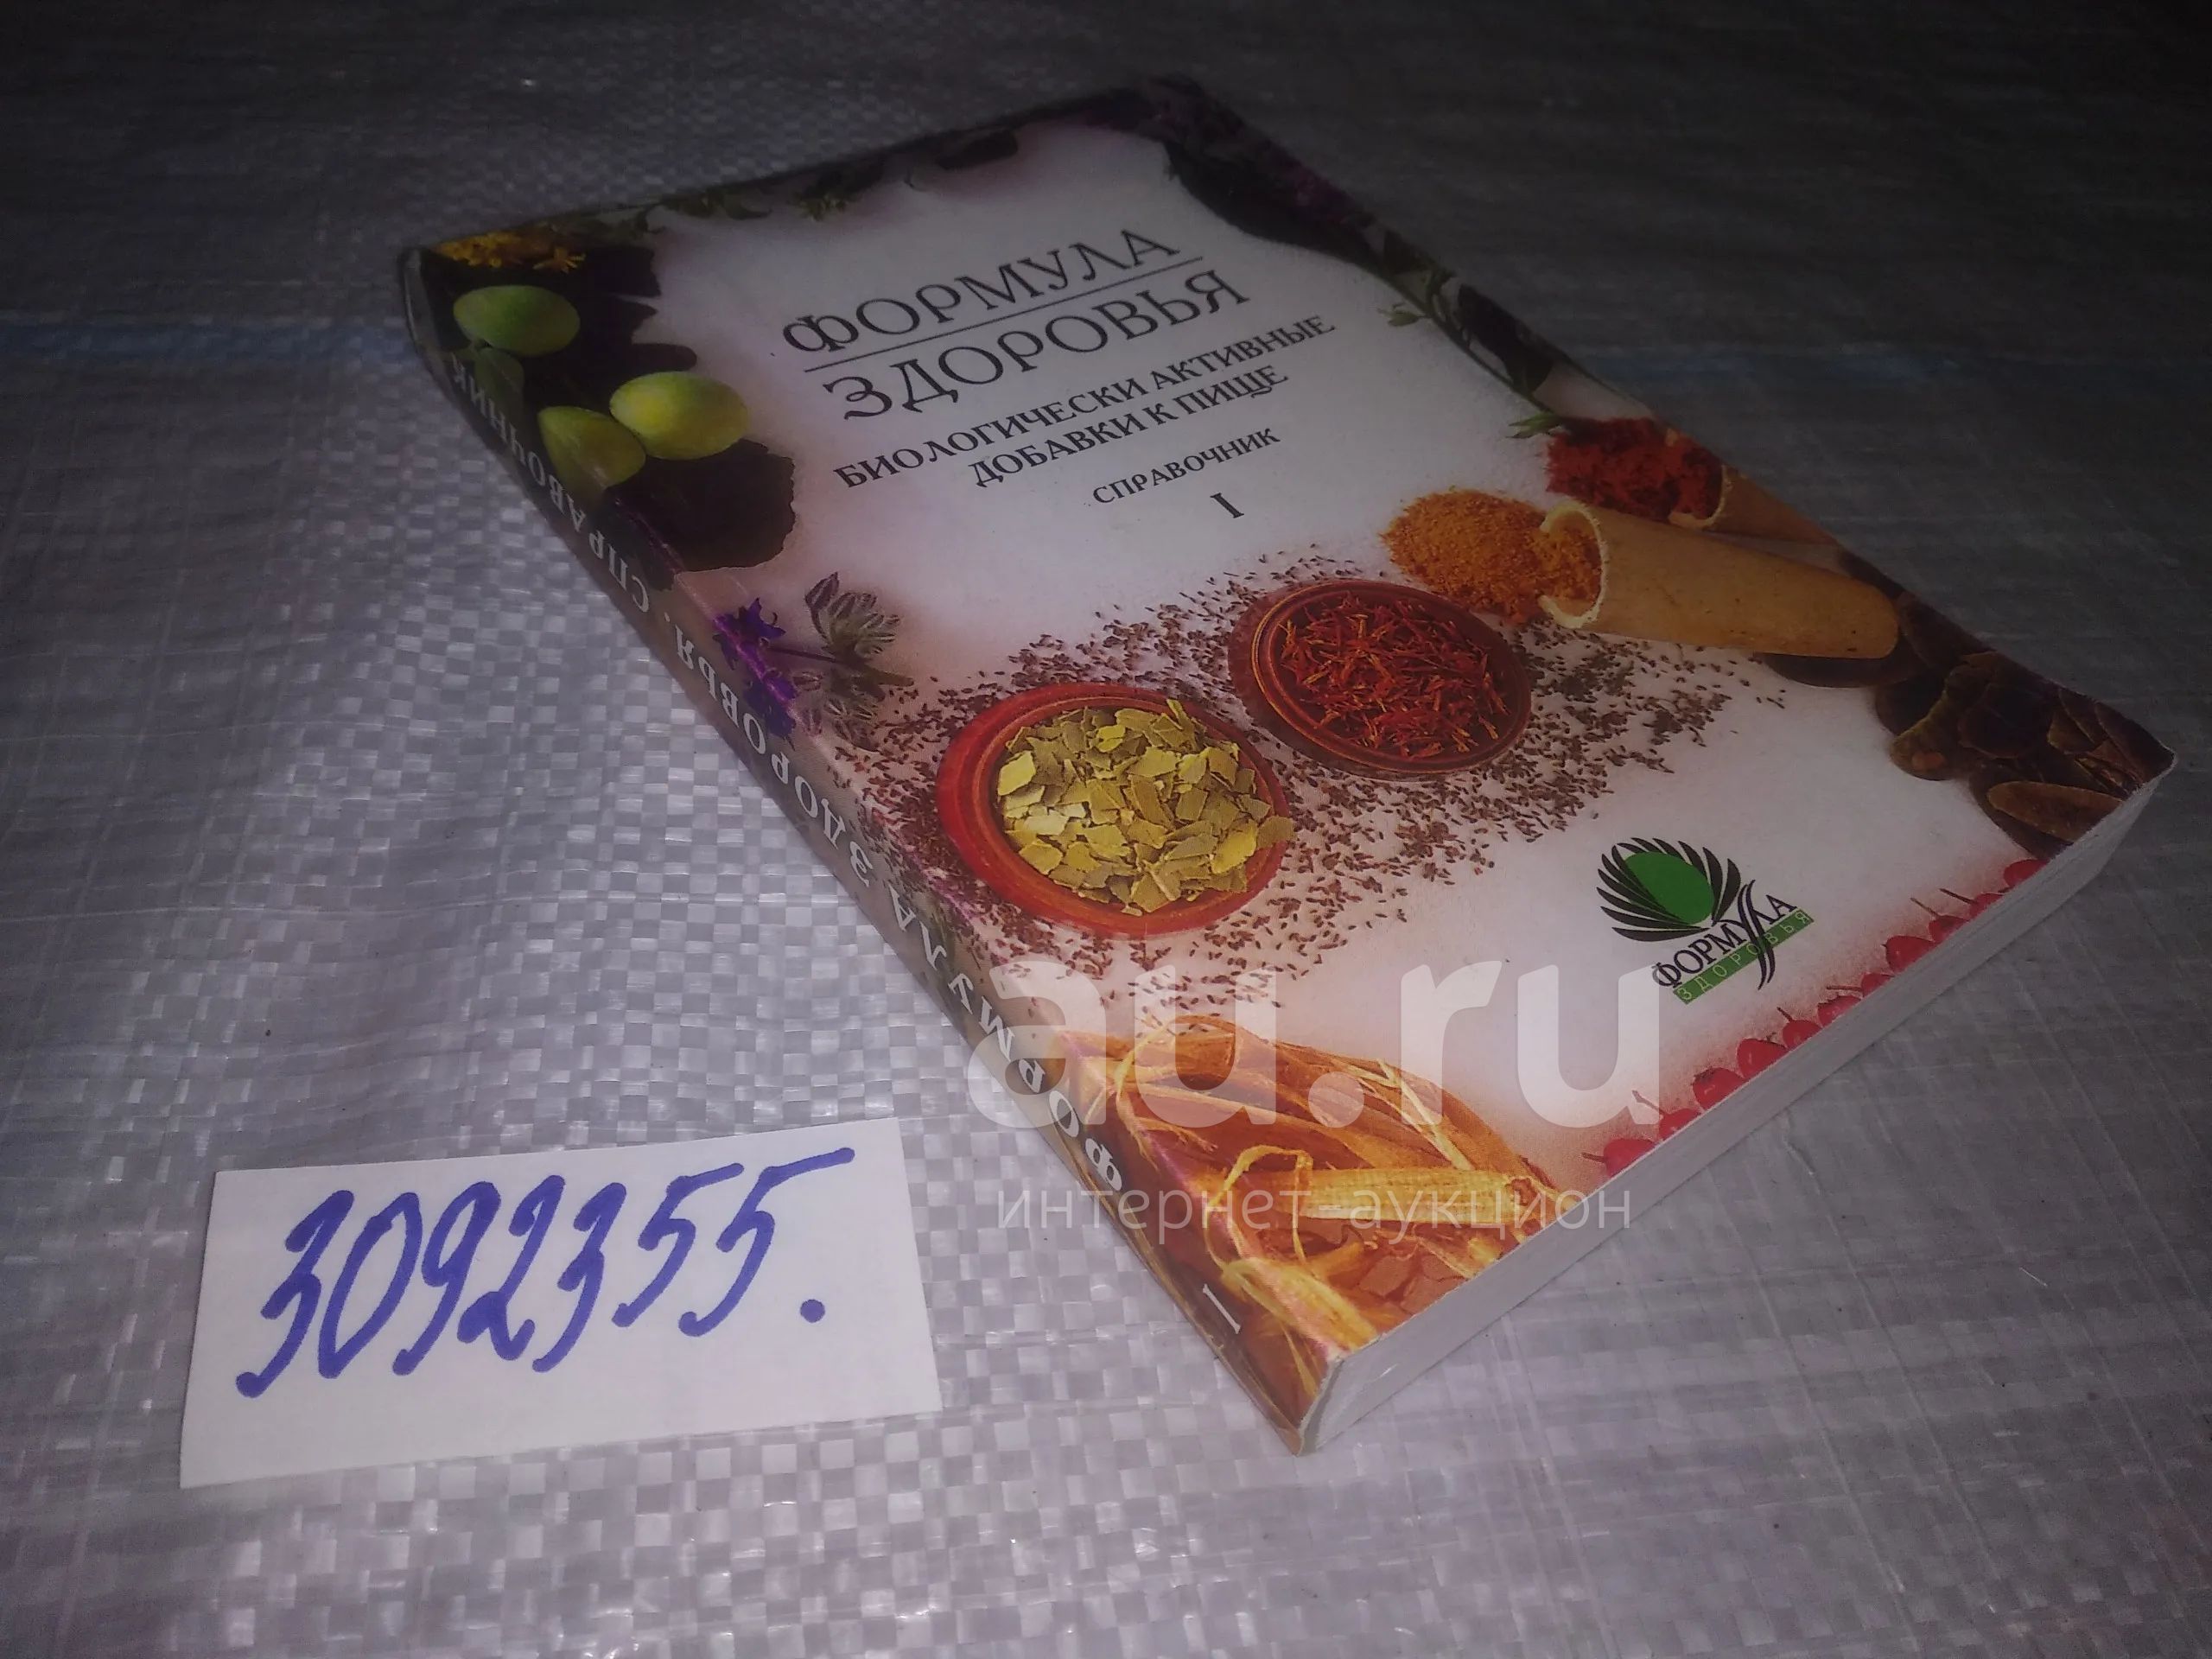 ФОРМУЛА
ЗДОРОВЬЯ
БИОЛОГИЧЕСКИ АКТИВНЫЕ
ДОБАВКИ К ПИЩЕ
СПРАВОЧНИК
I
ФОРМУЛА
ЗДОРОВЬЯ
I ФОРМУЛА ЗДОРОВЬЯ. СПРАВОЧНИК
au.ru
интернет-аукцион
3092355.